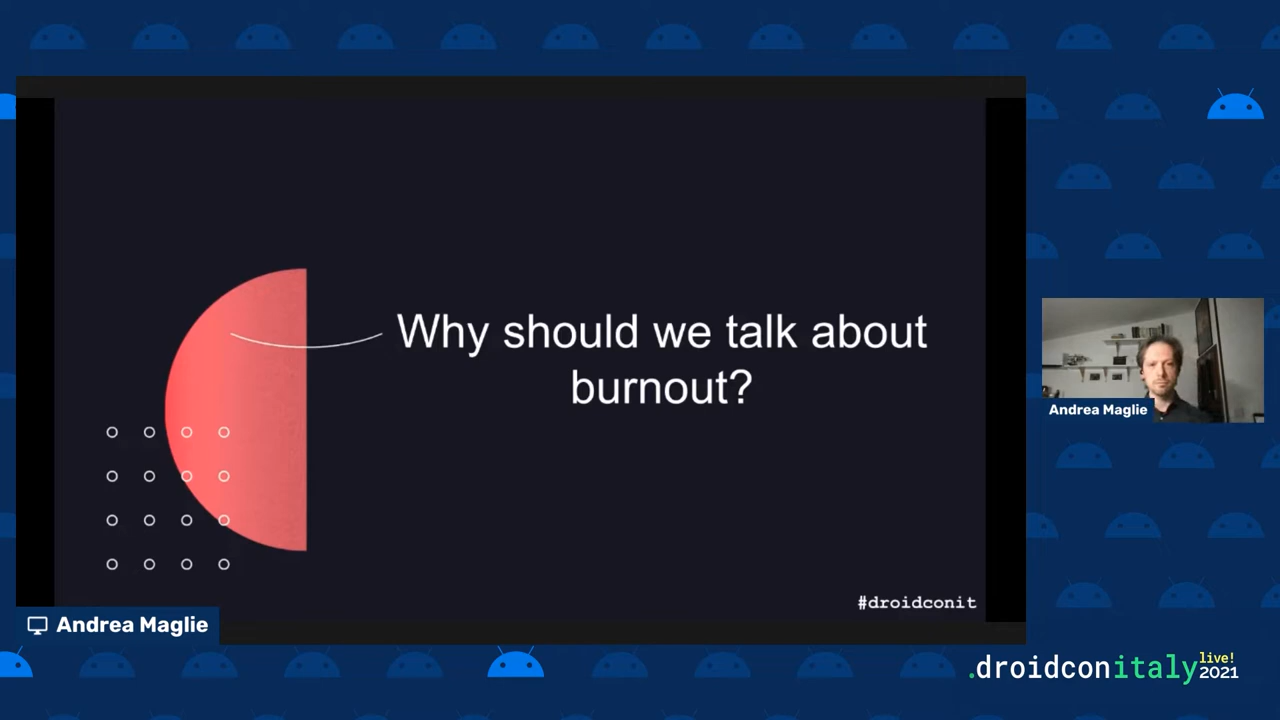 Why should we talk about
burnout?
#droidconit
Andrea Maglie
Andrea Maglie
.droidconitaly live! 2021